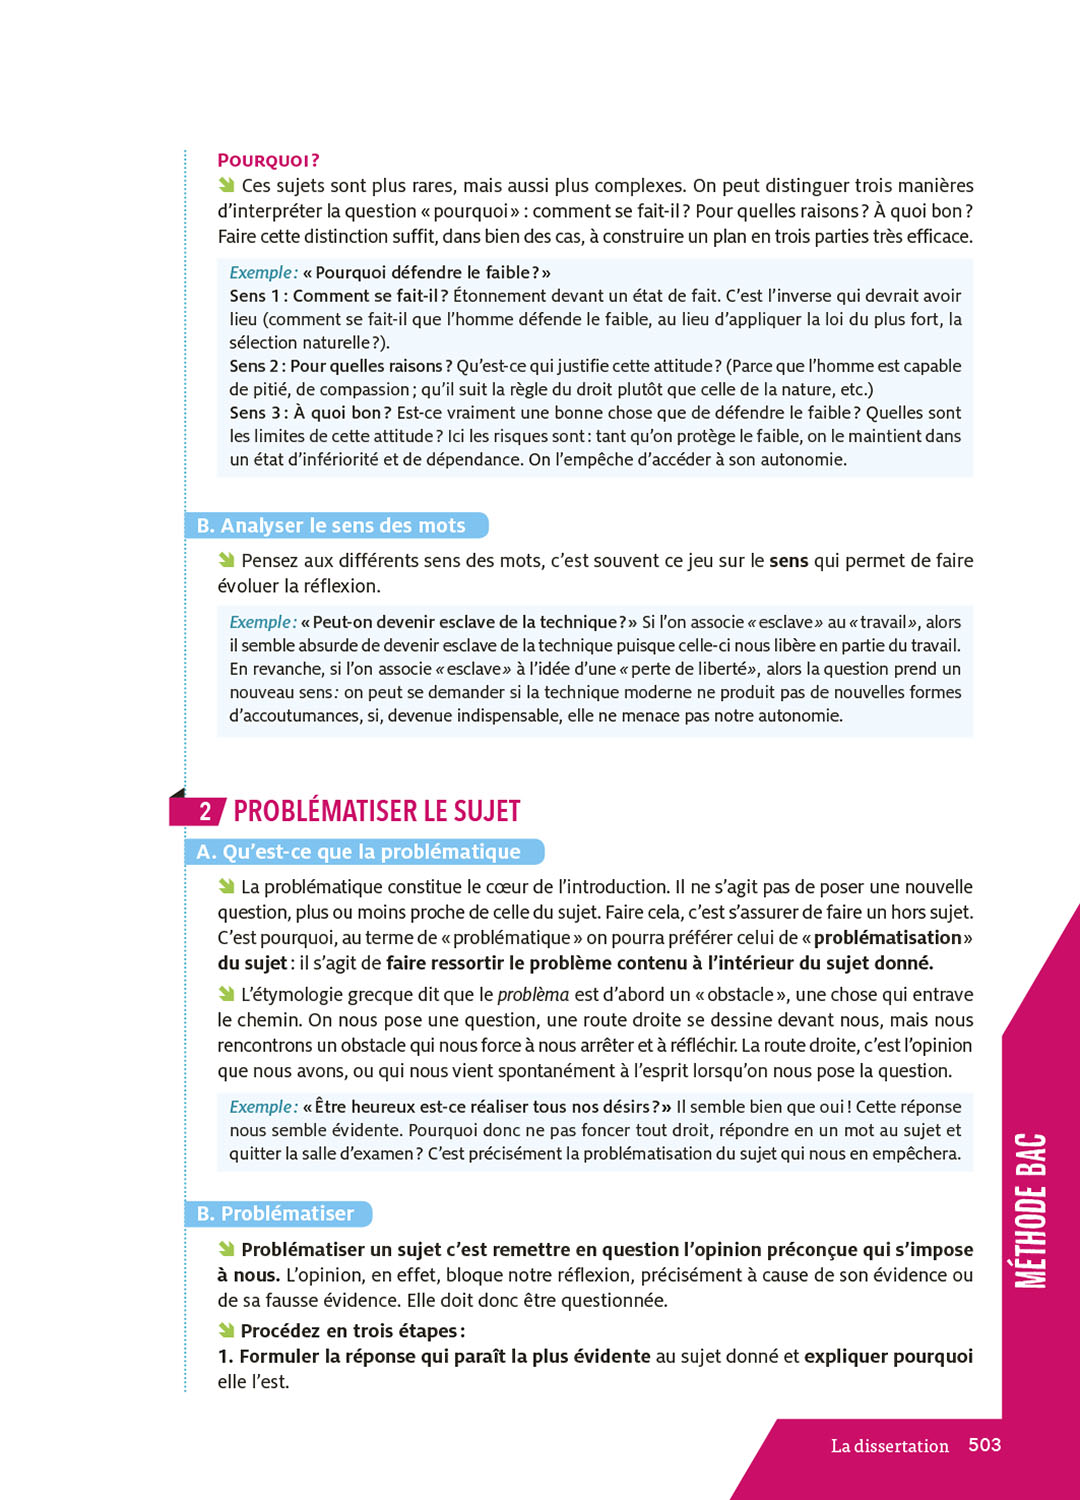 POURQUOI ?
Ces sujets sont plus rares, mais aussi plus complexes. On peut distinguer trois manières
d'interpréter la question « pourquoi » : comment se fait-il ? Pour quelles raisons ? À quoi bon ?
Faire cette distinction suffit, dans bien des cas, à construire un plan en trois parties très efficace.
Exemple : « Pourquoi défendre le faible ? »
Sens 1 : Comment se fait-il ? Étonnement devant un état de fait. C'est l'inverse qui devrait avoir
lieu (comment se fait-il que l'homme défende le faible, au lieu d'appliquer la loi du plus fort, la
sélection naturelle ?).
Sens 2 : Pour quelles raisons ? Qu'est-ce qui justifie cette attitude ? (Parce que l'homme est capable
de pitié, de compassion ; qu'il suit la règle du droit plutôt que celle de la nature, etc.)
Sens 3 : À quoi bon ? Est-ce vraiment une bonne chose que de défendre le faible ? Quelles sont
les limites de cette attitude ? Ici les risques sont : tant qu'on protège le faible, on le maintient dans
un état d'infériorité et de dépendance. On l'empêche d'accéder à son autonomie.
B. Analyser le sens des mots
Pensez aux différents sens des mots, c'est souvent ce jeu sur le sens qui permet de faire
évoluer la réflexion.
Exemple : « Peut-on devenir esclave de la technique ? » Si l'on associe « esclave » au « travail », alors
il semble absurde de devenir esclave de la technique puisque celle-ci nous libère en partie du travail.
En revanche, si l'on associe « esclave » à l'idée d'une « perte de liberté », alors la question prend un
nouveau sens : on peut se demander si la technique moderne ne produit pas de nouvelles formes
d'accoutumances, si, devenue indispensable, elle ne menace pas notre autonomie.
2 PROBLÉMATISER LE SUJET
A. Qu'est-ce que la problématique
La problématique constitue le cœur de l'introduction. Il ne s'agit pas de poser une nouvelle
question, plus ou moins proche de celle du sujet. Faire cela, c'est s'assurer de faire un hors sujet.
C'est pourquoi, au terme de « problématique » on pourra préférer celui de « problématisation »
du sujet : il s'agit de faire ressortir le problème contenu à l'intérieur du sujet donné.
L'étymologie grecque dit que le problèma est d'abord un « obstacle », une chose qui entrave
le chemin. On nous pose une question, une route droite se dessine devant nous, mais nous
rencontrons un obstacle qui nous force à nous arrêter et à réfléchir. La route droite, c'est l'opinion
que nous avons, ou qui nous vient spontanément à l'esprit lorsqu'on nous pose la question.
Exemple : « Être heureux est-ce réaliser tous nos désirs ? » Il semble bien que oui ! Cette réponse
nous semble évidente. Pourquoi donc ne pas foncer tout droit, répondre en un mot au sujet et
quitter la salle d'examen ? C'est précisément la problématisation du sujet qui nous en empêchera.
B. Problématiser
Problématiser un sujet c'est remettre en question l'opinion préconçue qui s'impose
à nous. L'opinion, en effet, bloque notre réflexion, précisément à cause de son évidence ou
de sa fausse évidence. Elle doit donc être questionnée.
Procédez en trois étapes :
1. Formuler la réponse qui paraît la plus évidente au sujet donné et expliquer pourquoi
elle l'est.
MÉTHODE BAC
La dissertation 503